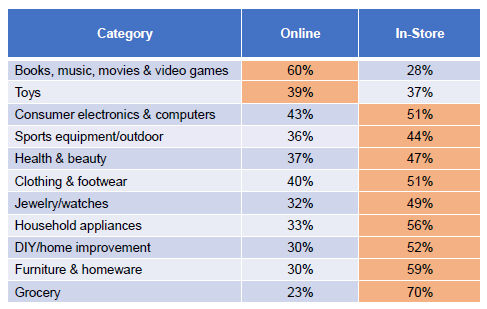 Category Online In-Store
Books, music, movies & video games 60% 28%
Toys 39% 37%
Consumer electronics & computers 43% 51%
Sports equipment/outdoor 36% 44%
Health & beauty 37% 47%
Clothing & footwear 40% 51%
Jewelry/watches 32% 49%
Household appliances 33% 56%
DIY/home improvement 30% 52%
Furniture & homeware 30% 59%
Grocery 23% 70%